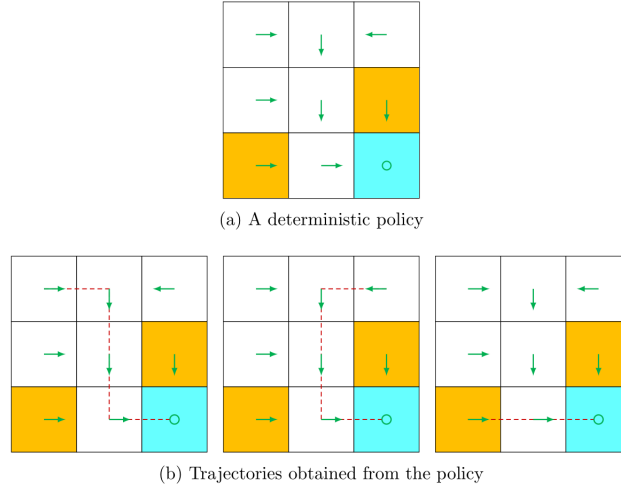 (a) A deterministic policy
(b) Trajectories obtained from the policy